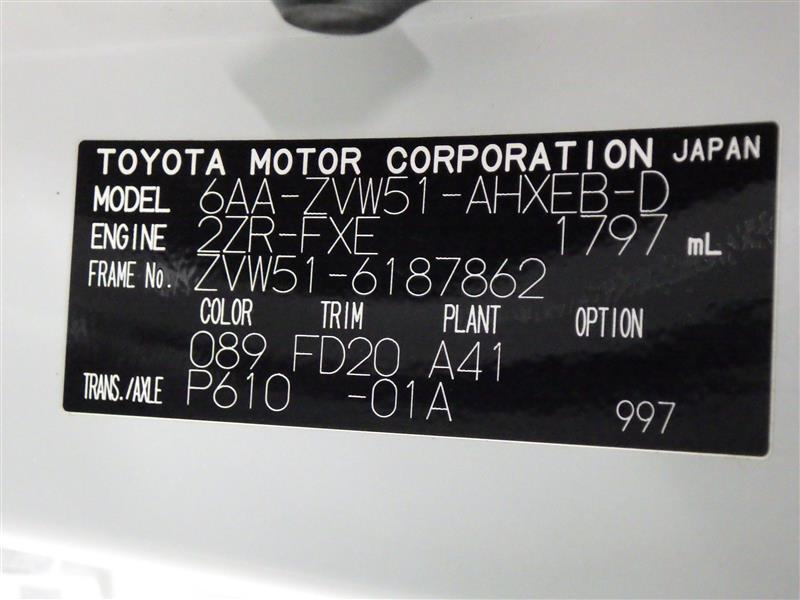 TOYOTA MOTOR CORPORATION JAPAN
MODEL 6AA-ZVW51-AHXEB-D
ENGINE 2ZR-FXE 1797 mL
FRAME No. ZVW51-6187862
COLOR TRIM PLANT OPTION
089 FD20 A41
TRANS./AXLE P610 -01A 997